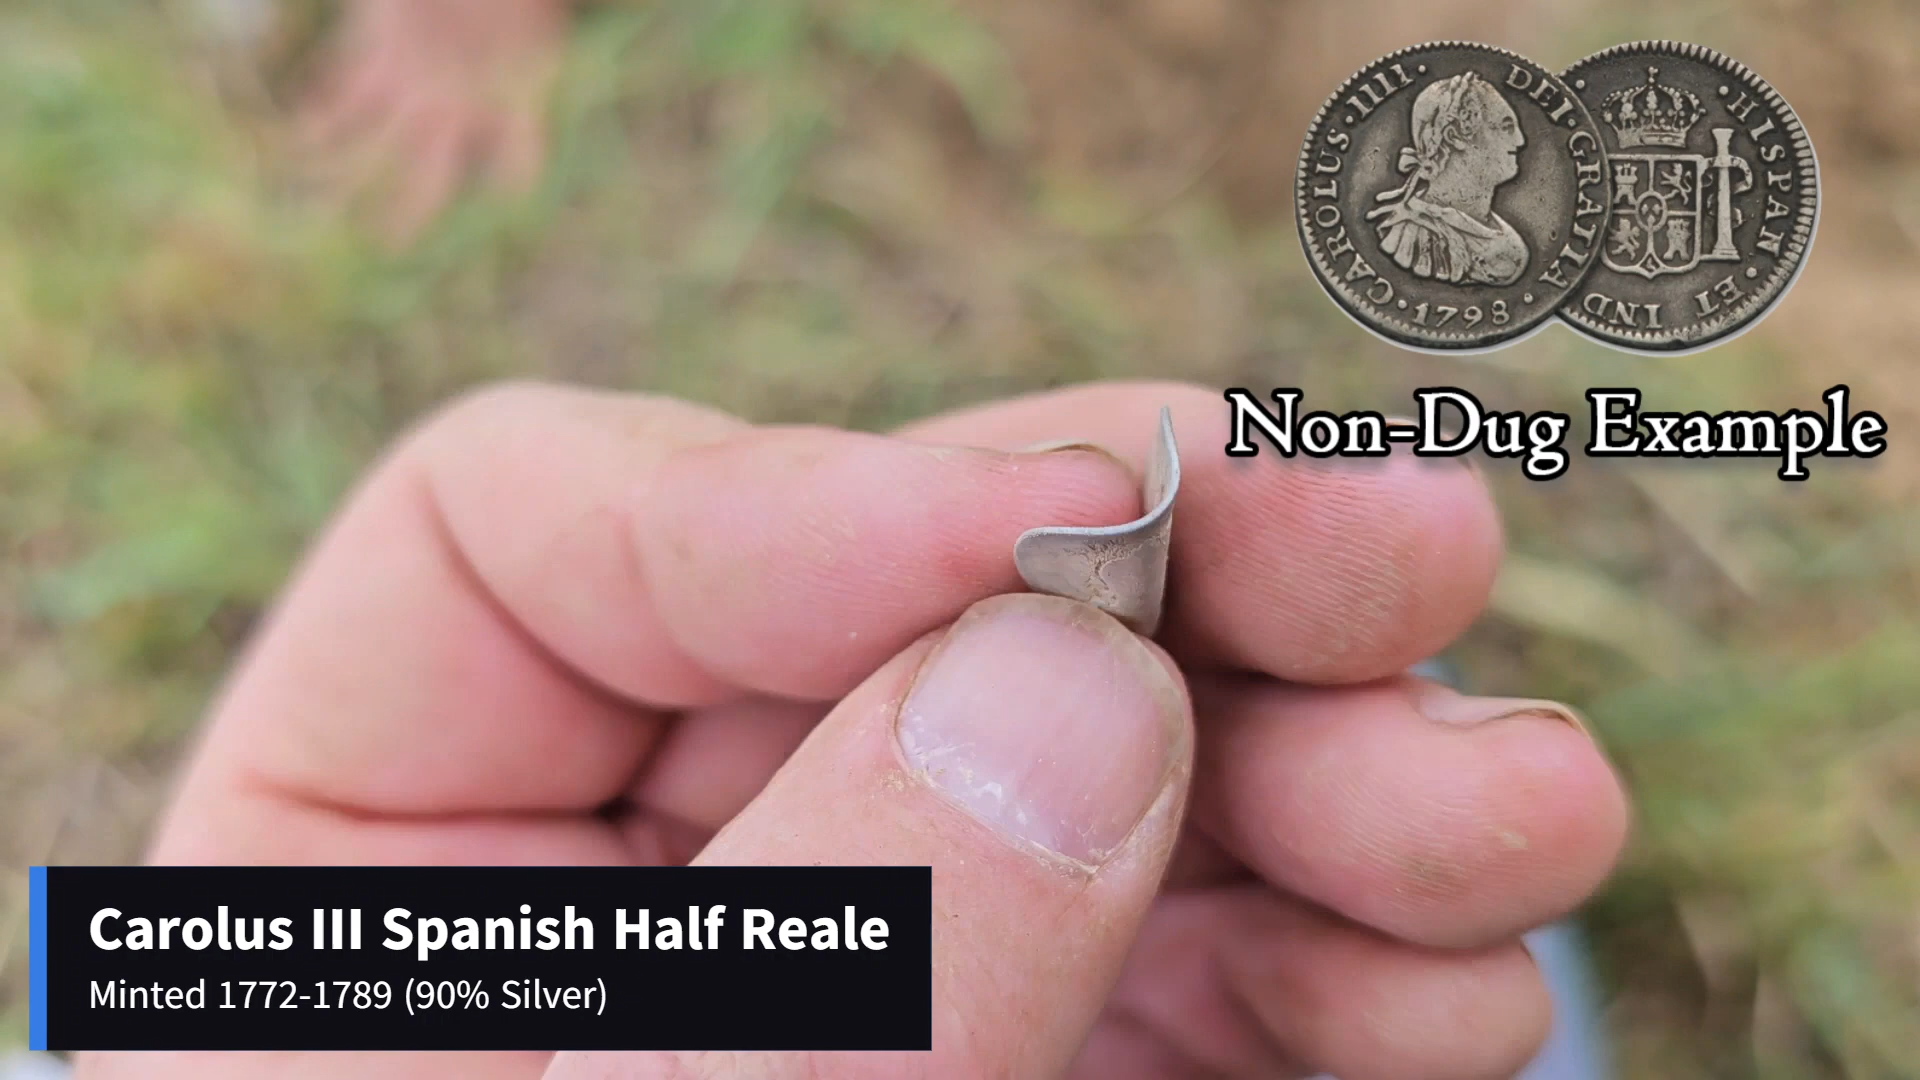 CAROLUS·IIII· DEI·GRATIA
·1798·
·HISPAN·ET IND
Non-Dug Example
Carolus III Spanish Half Reale
Minted 1772-1789 (90% Silver)